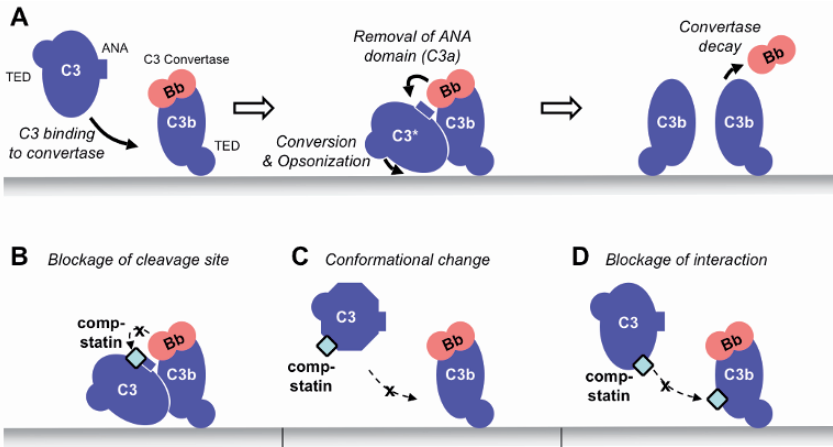 A
TED
C3
ANA
C3 binding
to convertase
C3 Convertase
Bb
C3b
TED
Removal of ANA
domain (C3a)
Bb
C3*
C3b
Conversion
& Opsonization
Convertase
decay
Bb
C3b
C3b
B
Blockage of cleavage site
comp-
statin
x
Bb
C3
C3b
C
Conformational change
C3
comp-
statin
x
Bb
C3b
D
Blockage of interaction
C3
comp-
statin
x
Bb
C3b